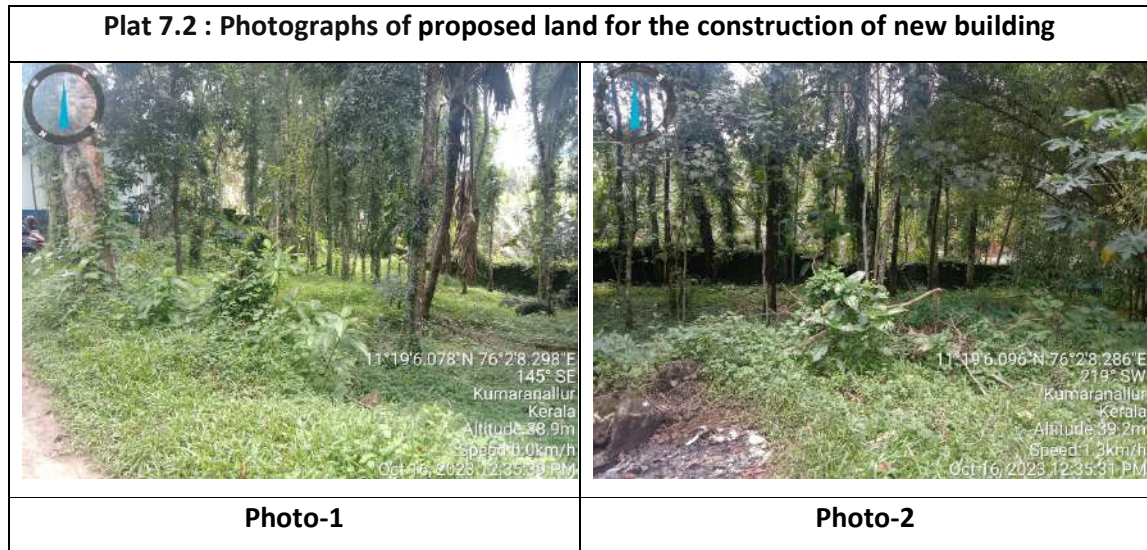 Plat 7.2 : Photographs of proposed land for the construction of new building
11°19'6.078"N 76°2'8.298"E
145° SE
Kumaranallur
Kerala
Altitude:38.9m
Speed:0.0km/h
Oct 16, 2023 12:35:39 PM
11°19'6.096"N 76°2'8.286"E
219° SW
Kumaranallur
Kerala
Altitude:39.2m
Speed:1.3km/h
Oct 16, 2023 12:35:31 PM
Photo-1
Photo-2